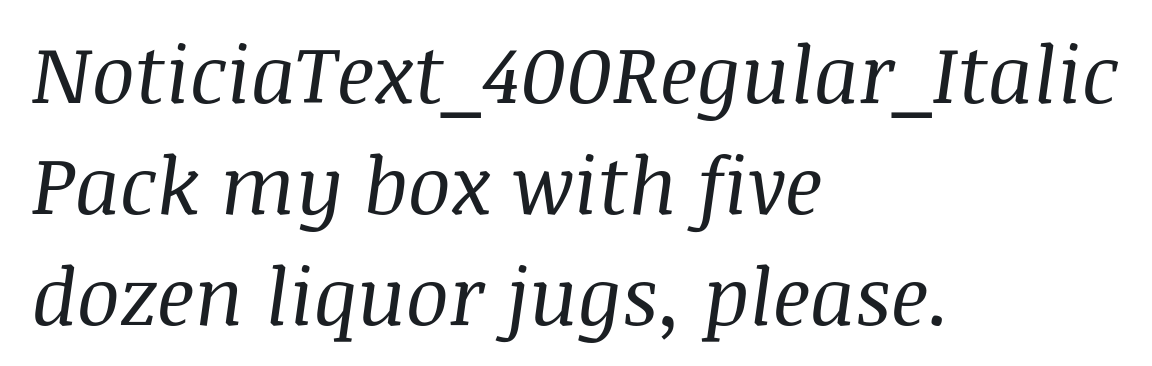 NoticiaText_400Regular_Italic
Pack my box with five
dozen liquor jugs, please.